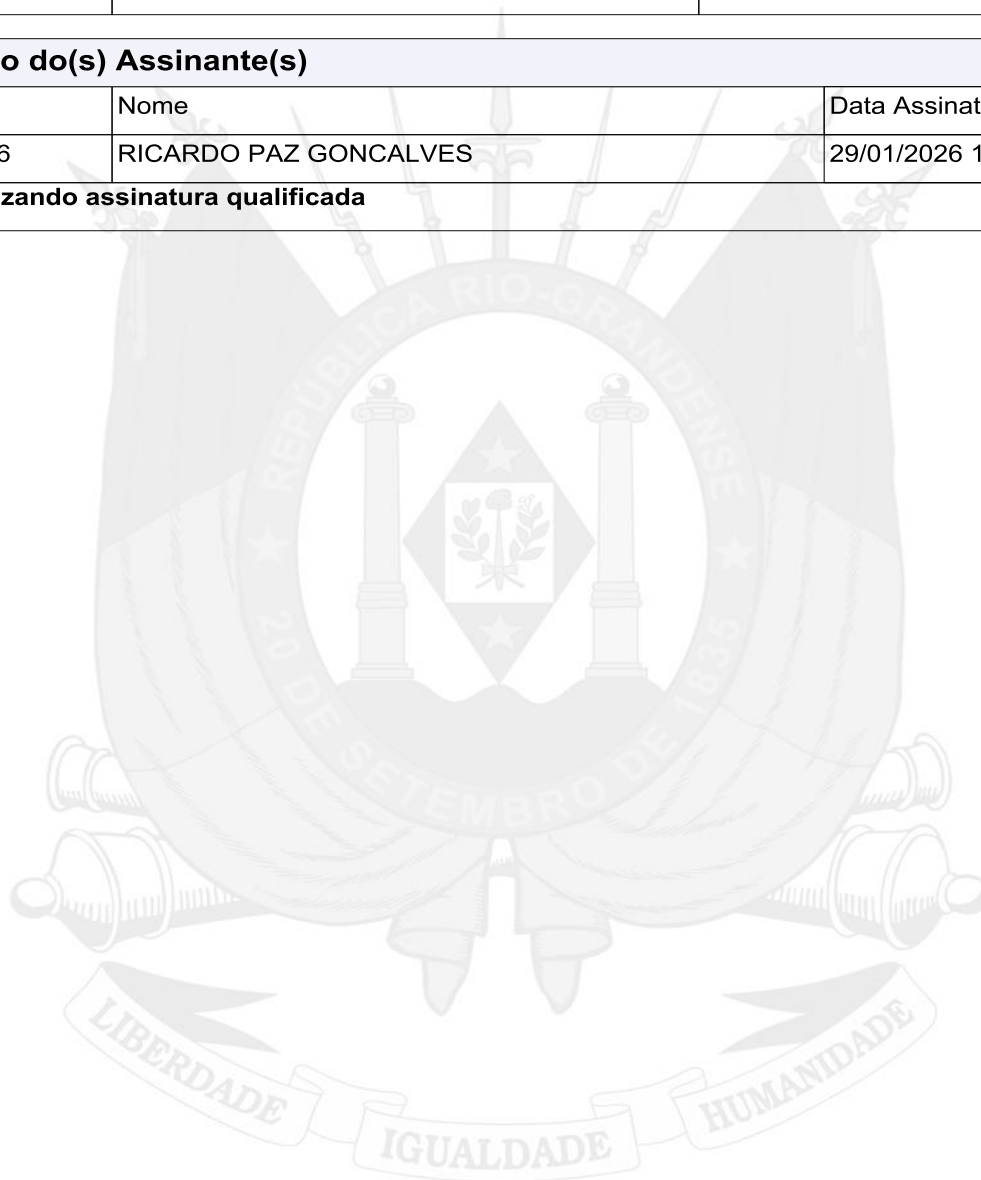 o do(s) Assinante(s)
Nome Data Assinat
6 RICARDO PAZ GONCALVES 29/01/2026 1
zando assinatura qualificada
REPÚBLICA RIO-GRANDENSE
20 DE SETEMBRO DE 1835
LIBERDADE IGUALDADE HUMANIDADE